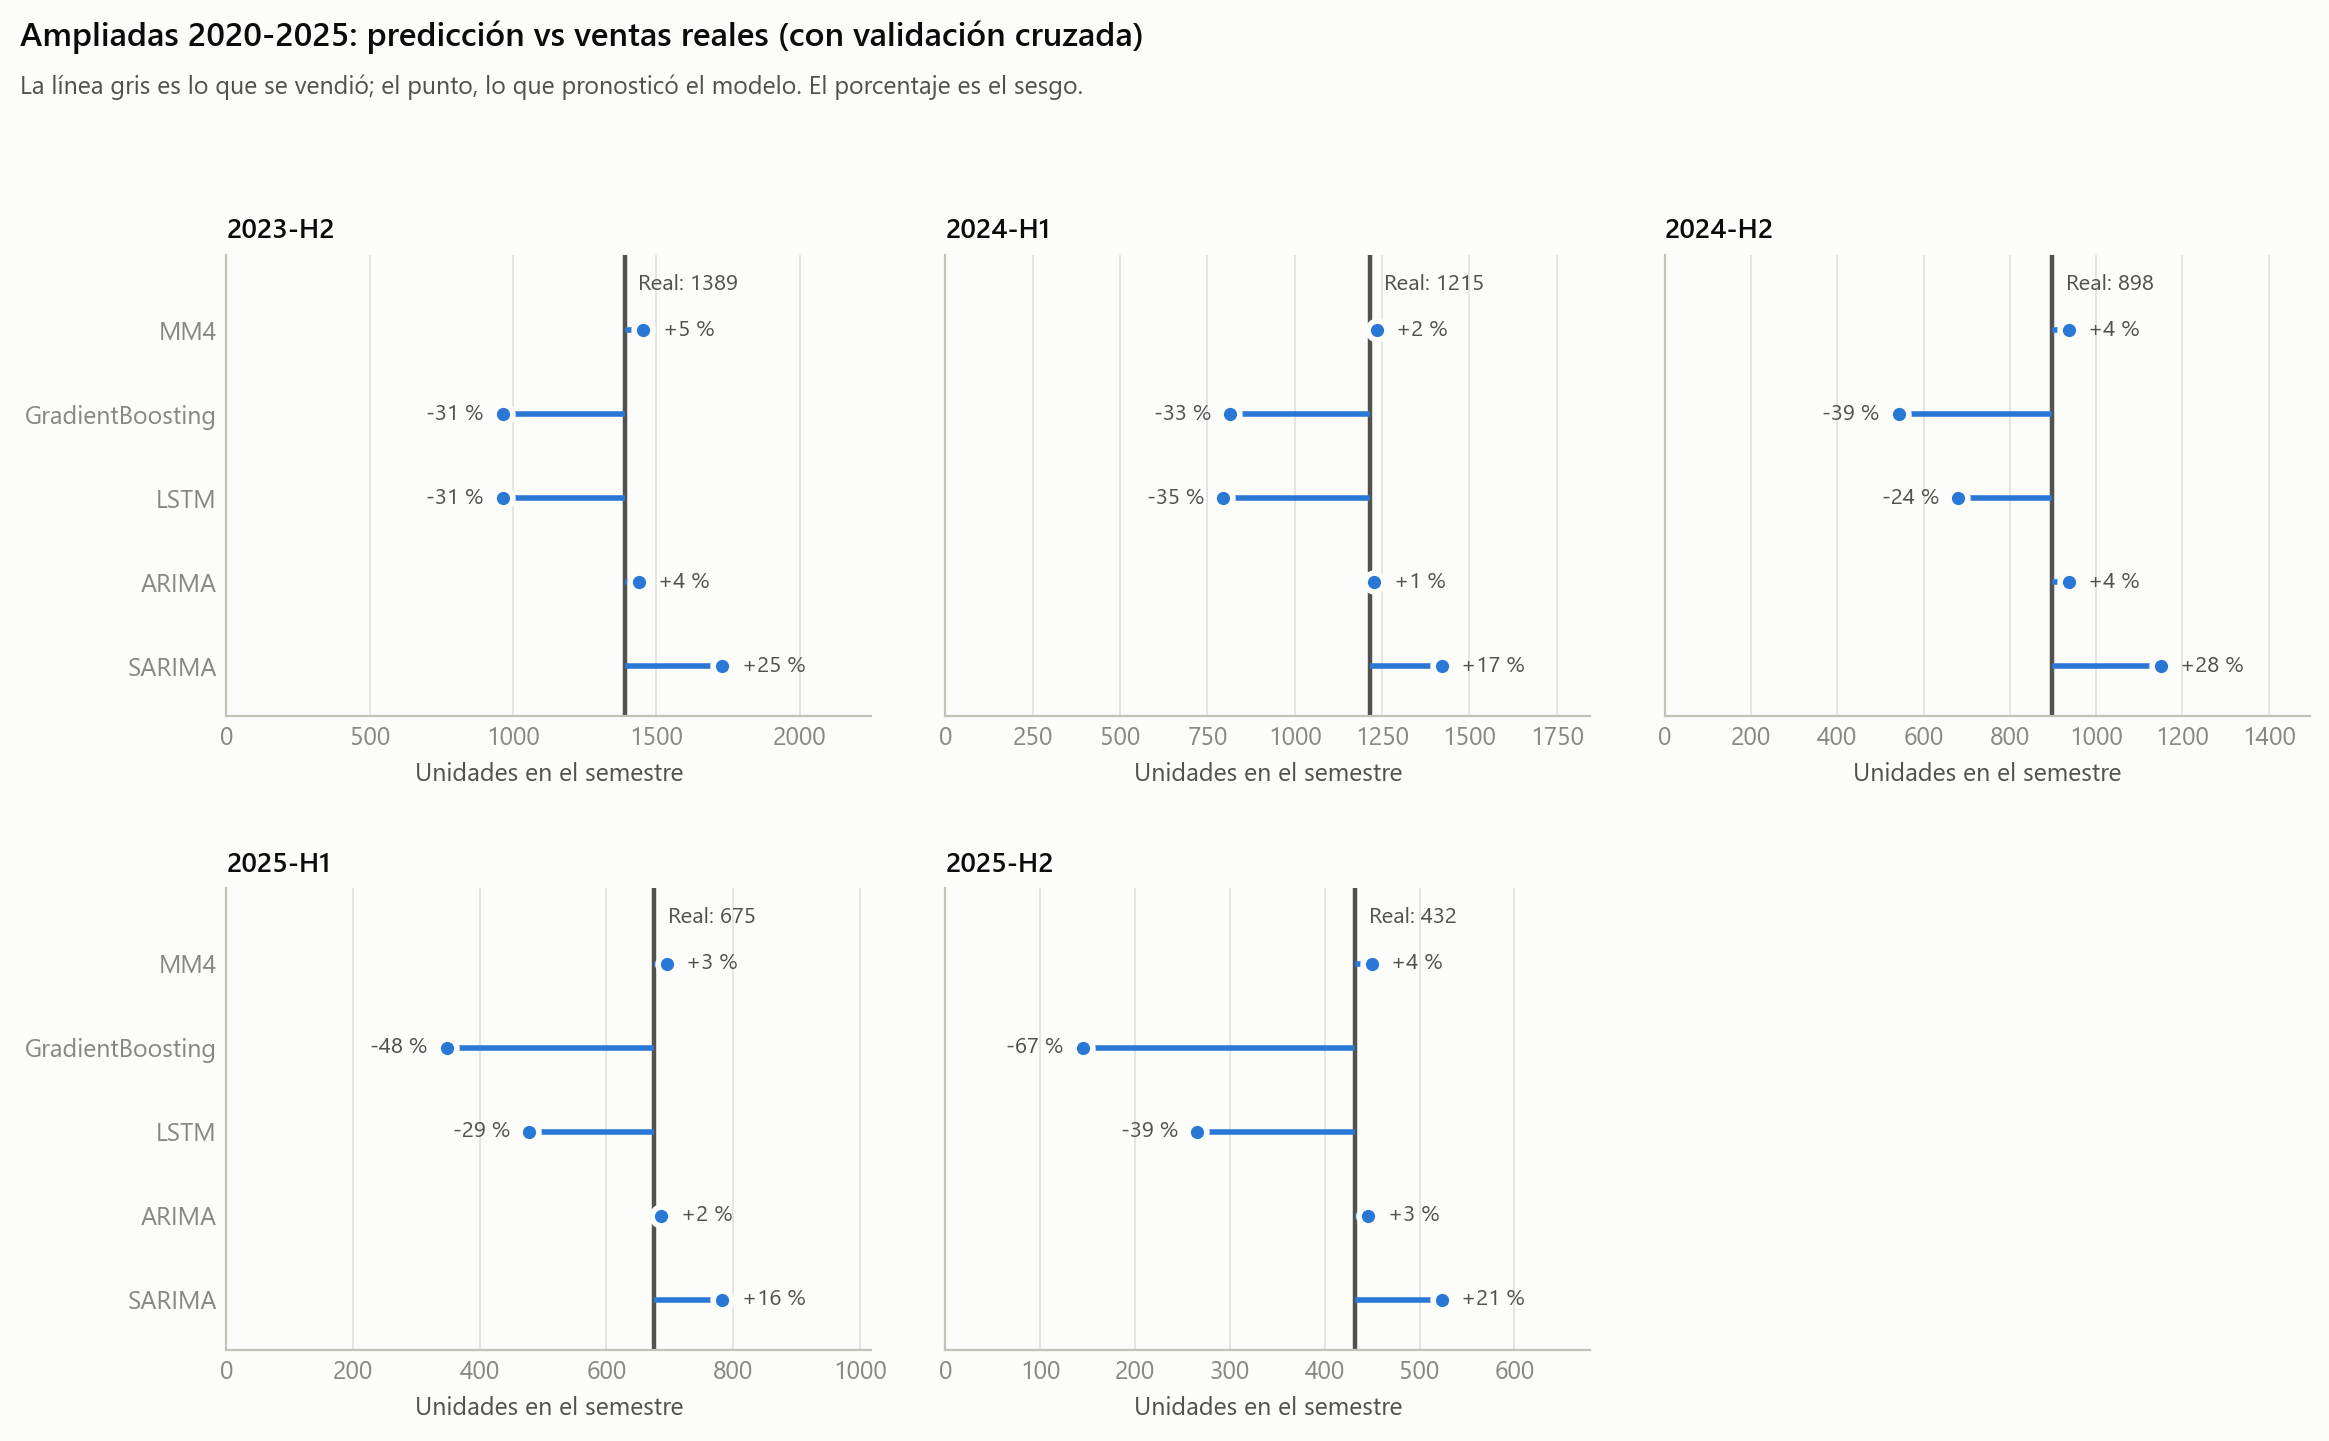 Ampliadas 2020-2025: predicción vs ventas reales (con validación cruzada)
La línea gris es lo que se vendió; el punto, lo que pronosticó el modelo. El porcentaje es el sesgo.
2023-H2
Real: 1389
MM4
+5 %
GradientBoosting
-31 %
LSTM
-31 %
ARIMA
+4 %
SARIMA
+25 %
0 500 1000 1500 2000
Unidades en el semestre
2024-H1
Real: 1215
+2 %
-33 %
-35 %
+1 %
+17 %
0 250 500 750 1000 1250 1500 1750
Unidades en el semestre
2024-H2
Real: 898
+4 %
-39 %
-24 %
+4 %
+28 %
0 200 400 600 800 1000 1200 1400
Unidades en el semestre
2025-H1
Real: 675
MM4
+3 %
GradientBoosting
-48 %
LSTM
-29 %
ARIMA
+2 %
SARIMA
+16 %
0 200 400 600 800 1000
Unidades en el semestre
2025-H2
Real: 432
+4 %
-67 %
-39 %
+3 %
+21 %
0 100 200 300 400 500 600
Unidades en el semestre